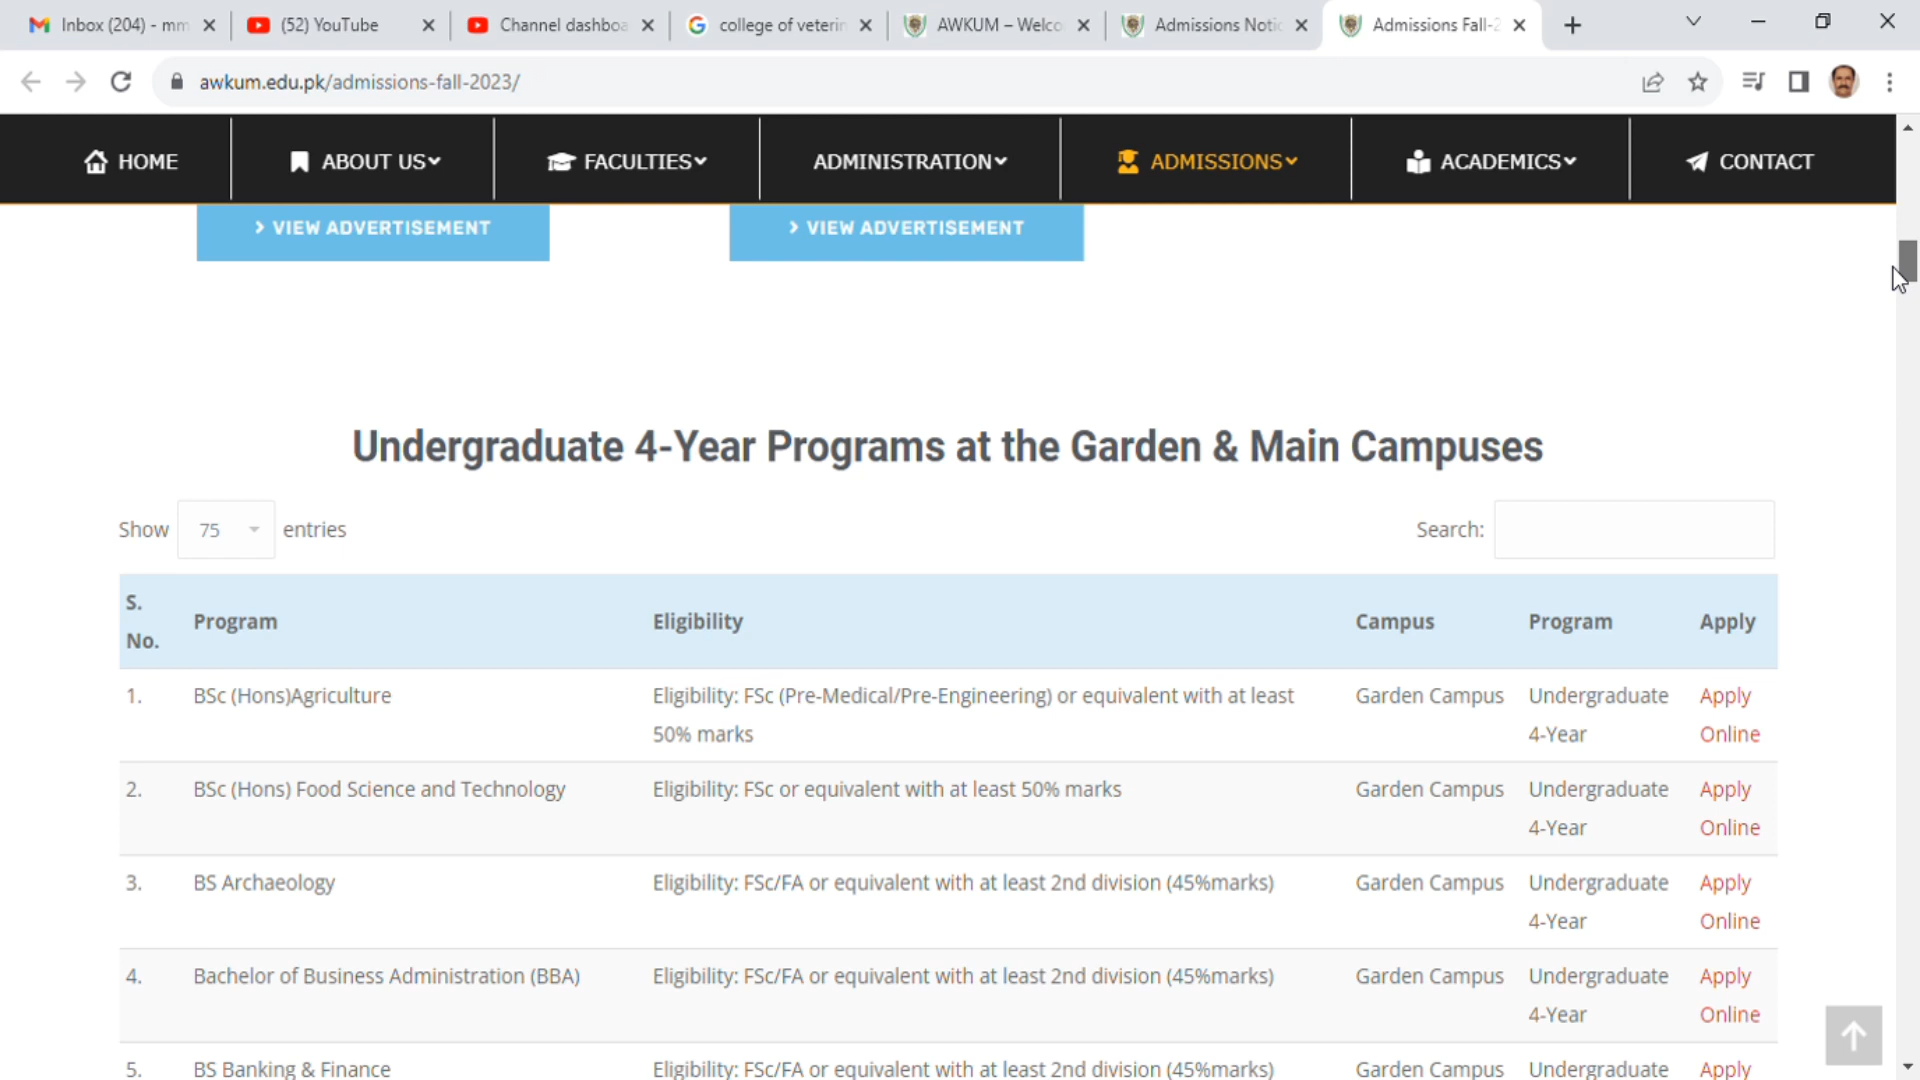 Inbox (204) - mm
(52) YouTube
Channel dashboa
college of veterin
AWKUM – Welco
Admissions Notic
Admissions Fall-2
awkum.edu.pk/admissions-fall-2023/
HOME
ABOUT US
FACULTIES
ADMINISTRATION
ADMISSIONS
ACADEMICS
CONTACT
VIEW ADVERTISEMENT
VIEW ADVERTISEMENT
Undergraduate 4-Year Programs at the Garden & Main Campuses
Show 75 entries
Search:
S. No. Program Eligibility Campus Program Apply
1. BSc (Hons)Agriculture Eligibility: FSc (Pre-Medical/Pre-Engineering) or equivalent with at least Garden Campus Undergraduate Apply
50% marks 4-Year Online
2. BSc (Hons) Food Science and Technology Eligibility: FSc or equivalent with at least 50% marks Garden Campus Undergraduate Apply
4-Year Online
3. BS Archaeology Eligibility: FSc/FA or equivalent with at least 2nd division (45%marks) Garden Campus Undergraduate Apply
4-Year Online
4. Bachelor of Business Administration (BBA) Eligibility: FSc/FA or equivalent with at least 2nd division (45%marks) Garden Campus Undergraduate Apply
4-Year Online
5. BS Banking & Finance Eligibility: FSc/FA or equivalent with at least 2nd division (45%marks) Garden Campus Undergraduate Apply